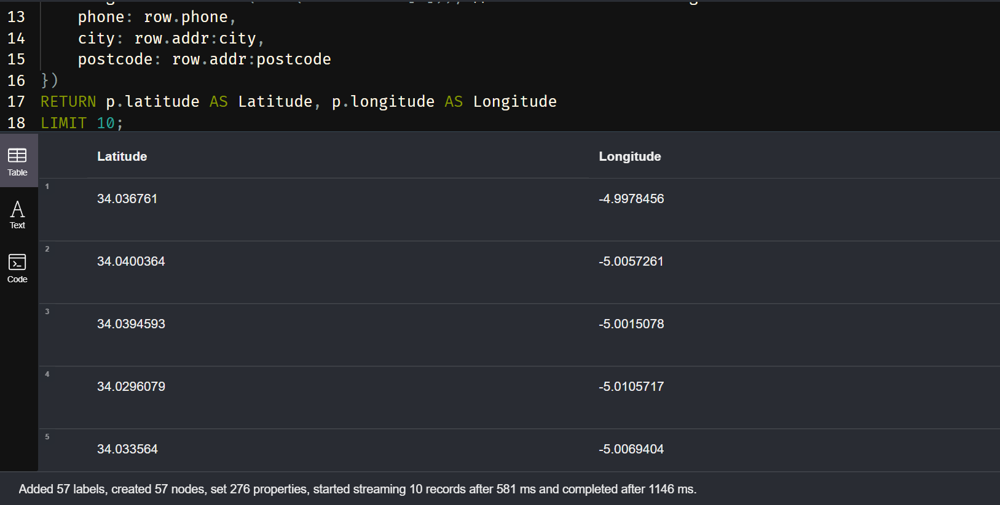 13 phone: row.phone,
14 city: row.addr:city,
15 postcode: row.addr:postcode
16 })
17 RETURN p.latitude AS Latitude, p.longitude AS Longitude
18 LIMIT 10;
Table
Text
Code
Latitude Longitude
1 34.036761 -4.9978456
2 34.0400364 -5.0057261
3 34.0394593 -5.0015078
4 34.0296079 -5.0105717
5 34.033564 -5.0069404
Added 57 labels, created 57 nodes, set 276 properties, started streaming 10 records after 581 ms and completed after 1146 ms.